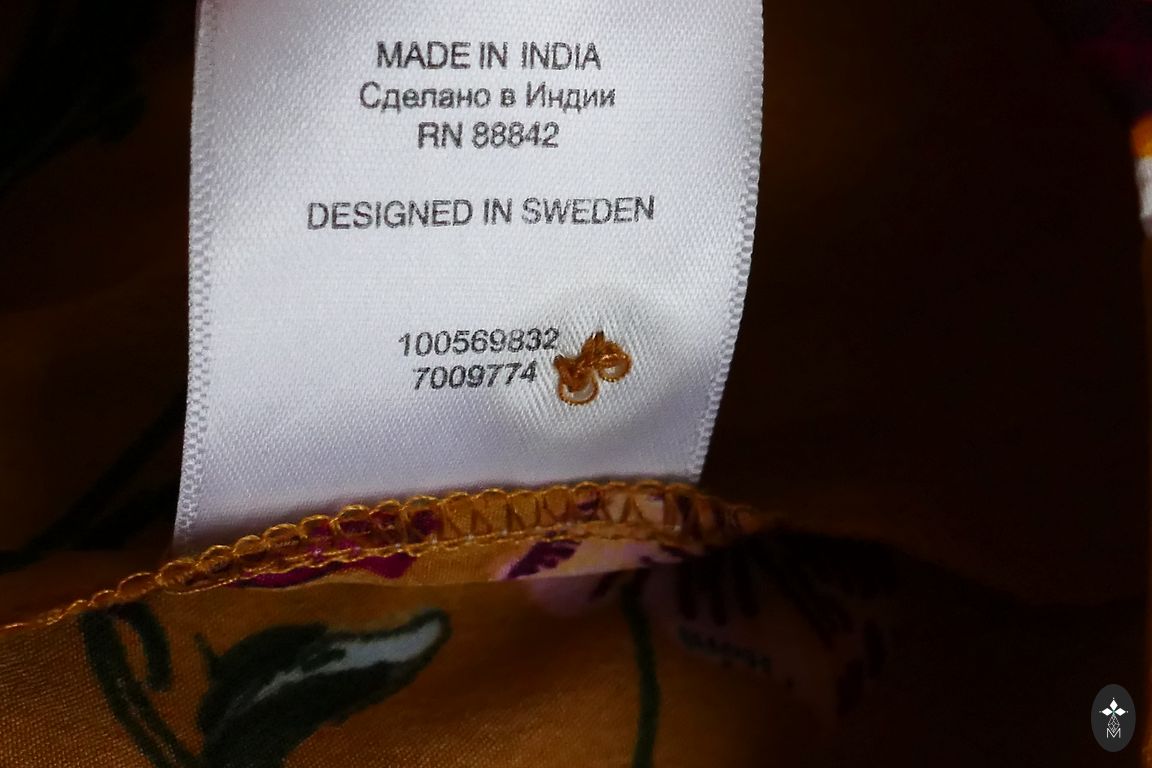 MADE IN INDIA
Сделано в Индии
RN 88842
DESIGNED IN SWEDEN
100569832
7009774
M